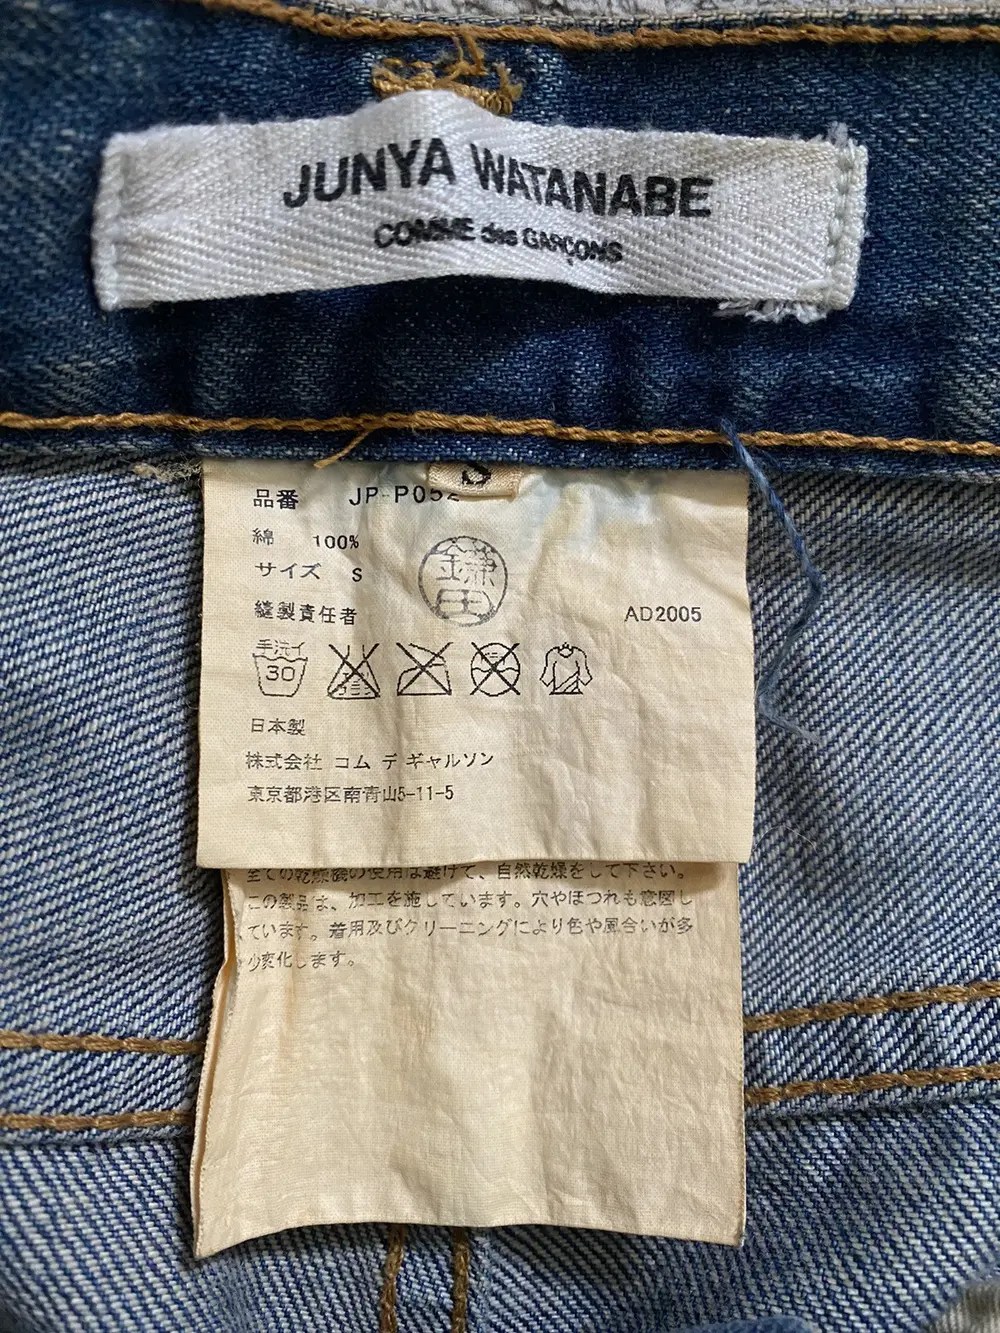 JUNYA WATANABE
COMME des GARÇONS
S
品番 JP-P052
綿 100%
サイズ S
鎌田
縫製責任者
AD2005
手洗イ
30
日本製
株式会社 コム デ ギャルソン
東京都港区南青山5-11-5
全ての乾燥機の使用は避けて、自然乾燥をして下さい。
この製品は、加工を施しています。穴やほつれも意図し
ています。着用及びクリーニングにより色や風合いが多
少変化します。